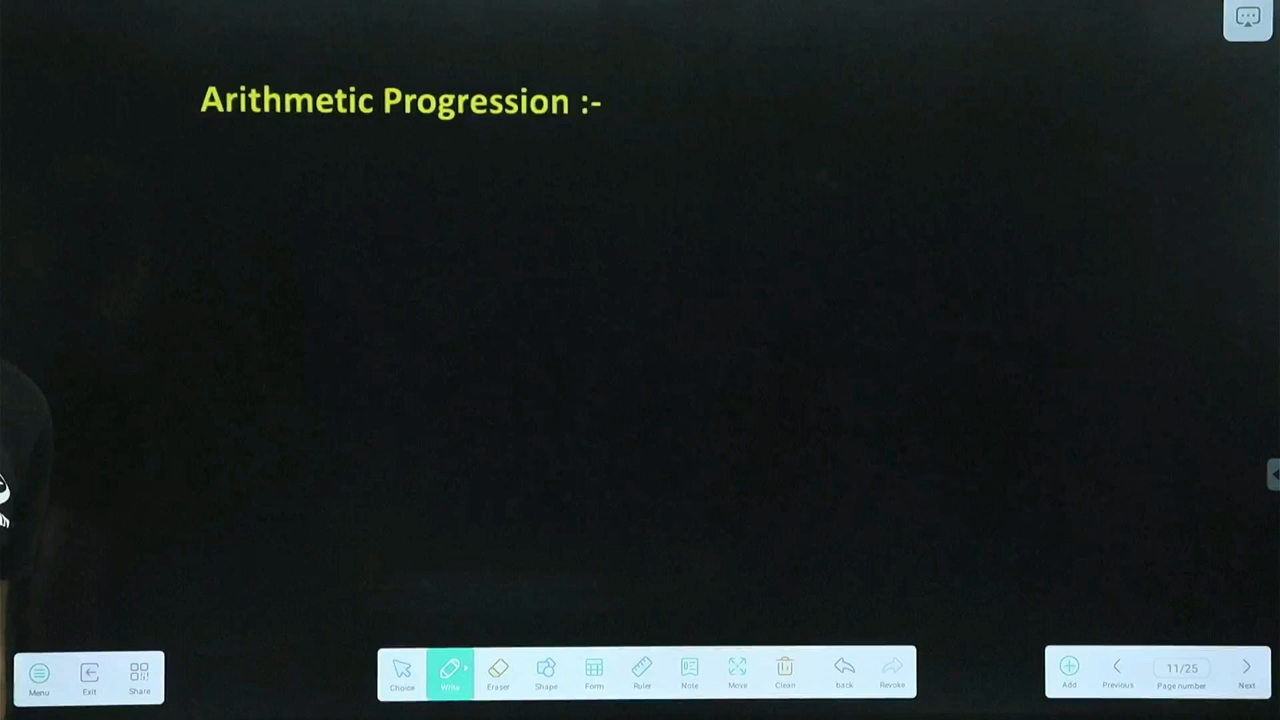 Arithmetic Progression :-
Menu
Exit
Share
Choice
Write
Eraser
Shape
Form
Ruler
Note
Move
Clean
back
Revoke
Add
Previous
11/25
Page number
Next